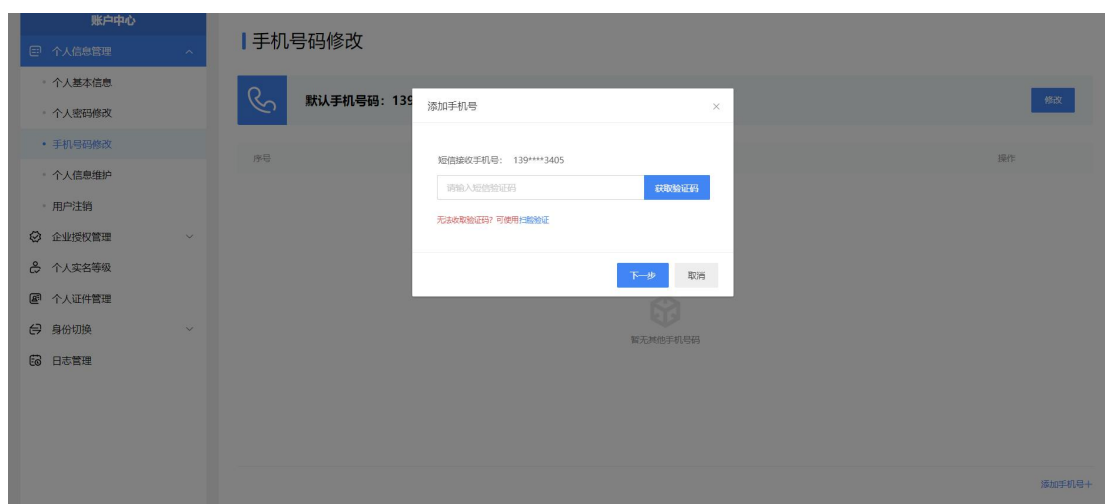 账户中心
个人信息管理
个人基本信息
个人密码修改
手机号码修改
个人信息维护
用户注销
企业授权管理
个人实名等级
个人证件管理
身份切换
日志管理
手机号码修改
默认手机号码：139
修改
序号
操作
添加手机号
短信接收手机号： 139****3405
请输入短信验证码
获取验证码
无法收取验证码？可使用扫脸验证
下一步
取消
暂无其他手机号码
添加手机号+